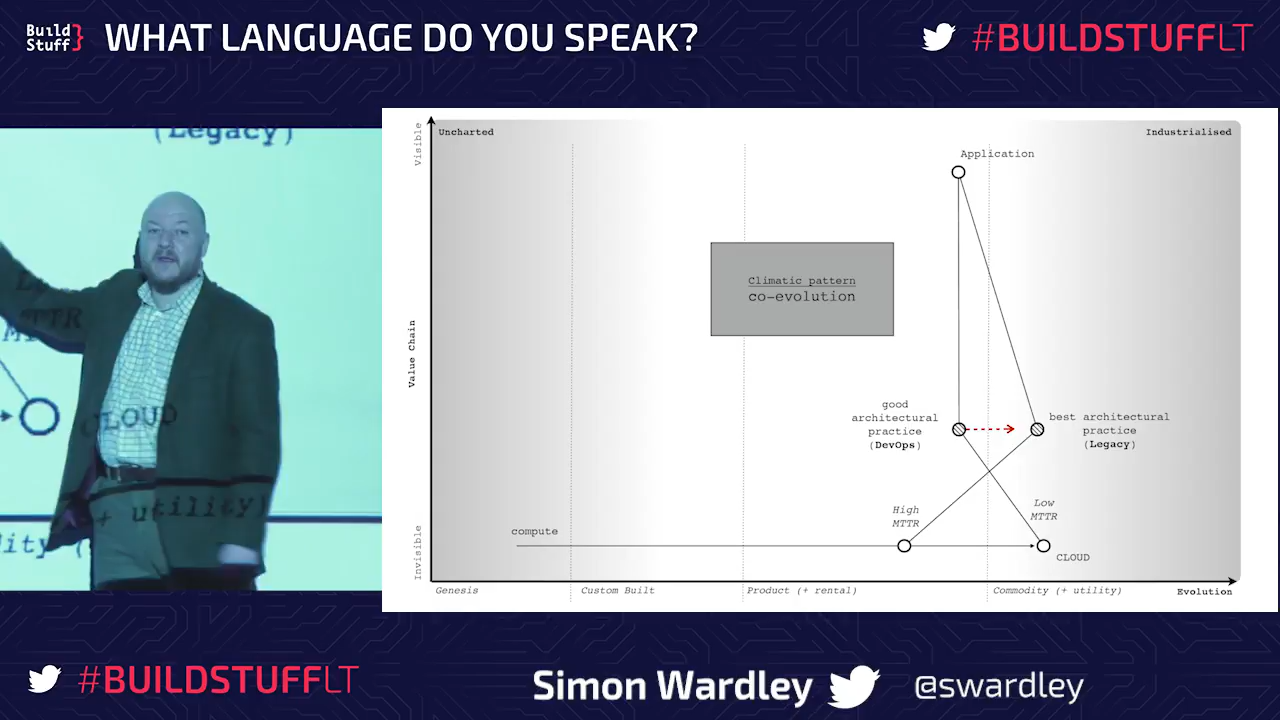 Build
Stuff}
WHAT LANGUAGE DO YOU SPEAK?
#BUILDSTUFFLT
(Legacy)
MTTR
CLOUD
+ utility)
Visible
Value Chain
Invisible
Uncharted
Industrialised
Application
Climatic pattern
co-evolution
good
architectural
practice
(DevOps)
best architectural
practice
(Legacy)
High
MTTR
Low
MTTR
compute
CLOUD
Genesis
Custom Built
Product (+ rental)
Commodity (+ utility)
Evolution
#BUILDSTUFFLT
Simon Wardley
@swardley